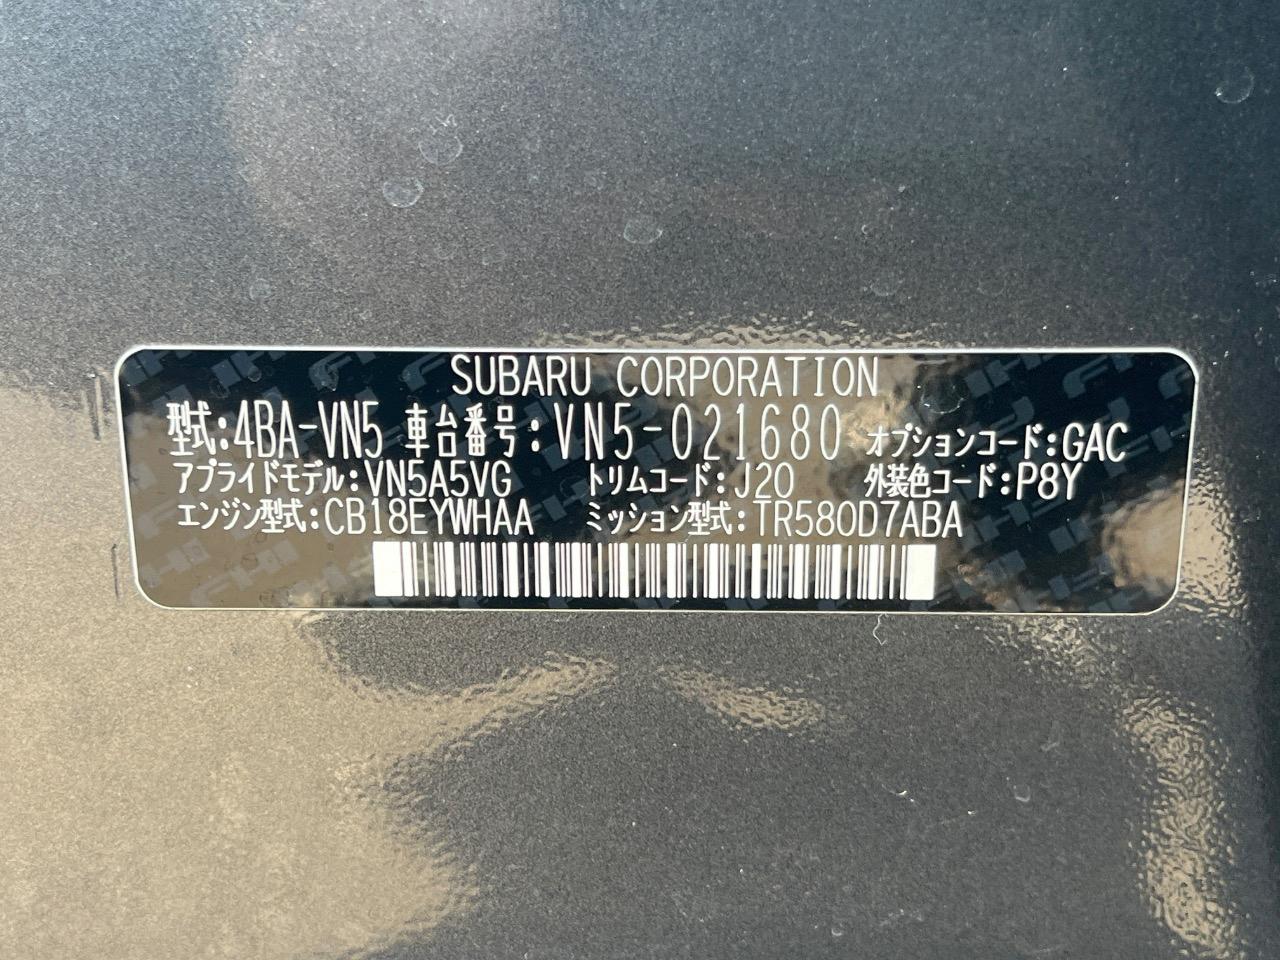 SUBARU CORPORATION
型式:4BA-VN5 車台番号:VN5-021680 オプションコード:GAC
アプライドモデル:VN5A5VG トリムコード:J20 外装色コード:P8Y
エンジン型式:CB18EYWHAA ミッション型式:TR580D7ABA